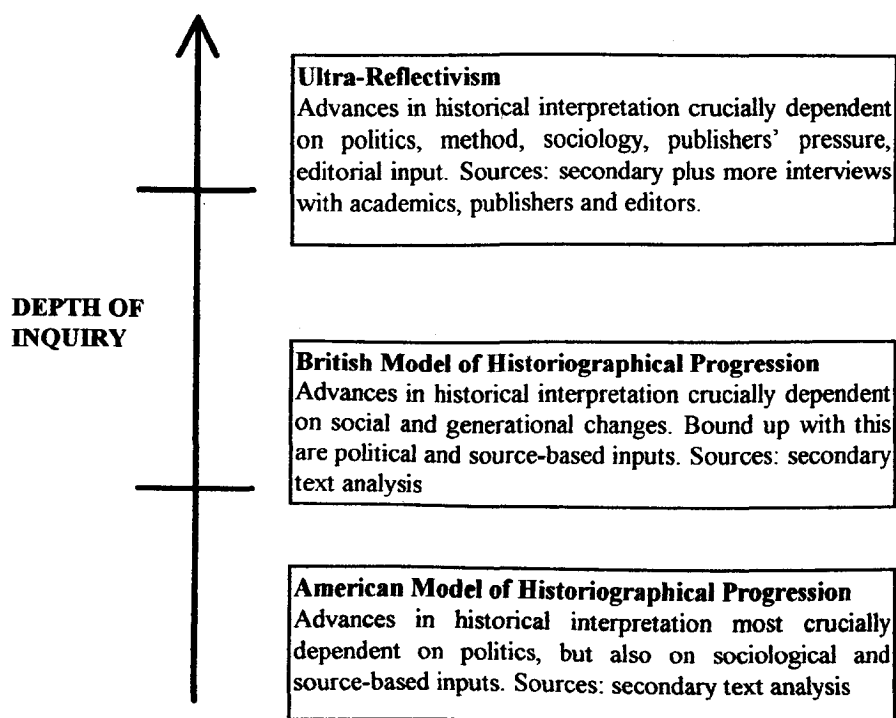 Ultra-Reflectivism
Advances in historical interpretation crucially dependent
on politics, method, sociology, publishers' pressure,
editorial input. Sources: secondary plus more interviews
with academics, publishers and editors.
DEPTH OF
INQUIRY
British Model of Historiographical Progression
Advances in historical interpretation crucially dependent
on social and generational changes. Bound up with this
are political and source-based inputs. Sources: secondary
text analysis
American Model of Historiographical Progression
Advances in historical interpretation most crucially
dependent on politics, but also on sociological and
source-based inputs. Sources: secondary text analysis